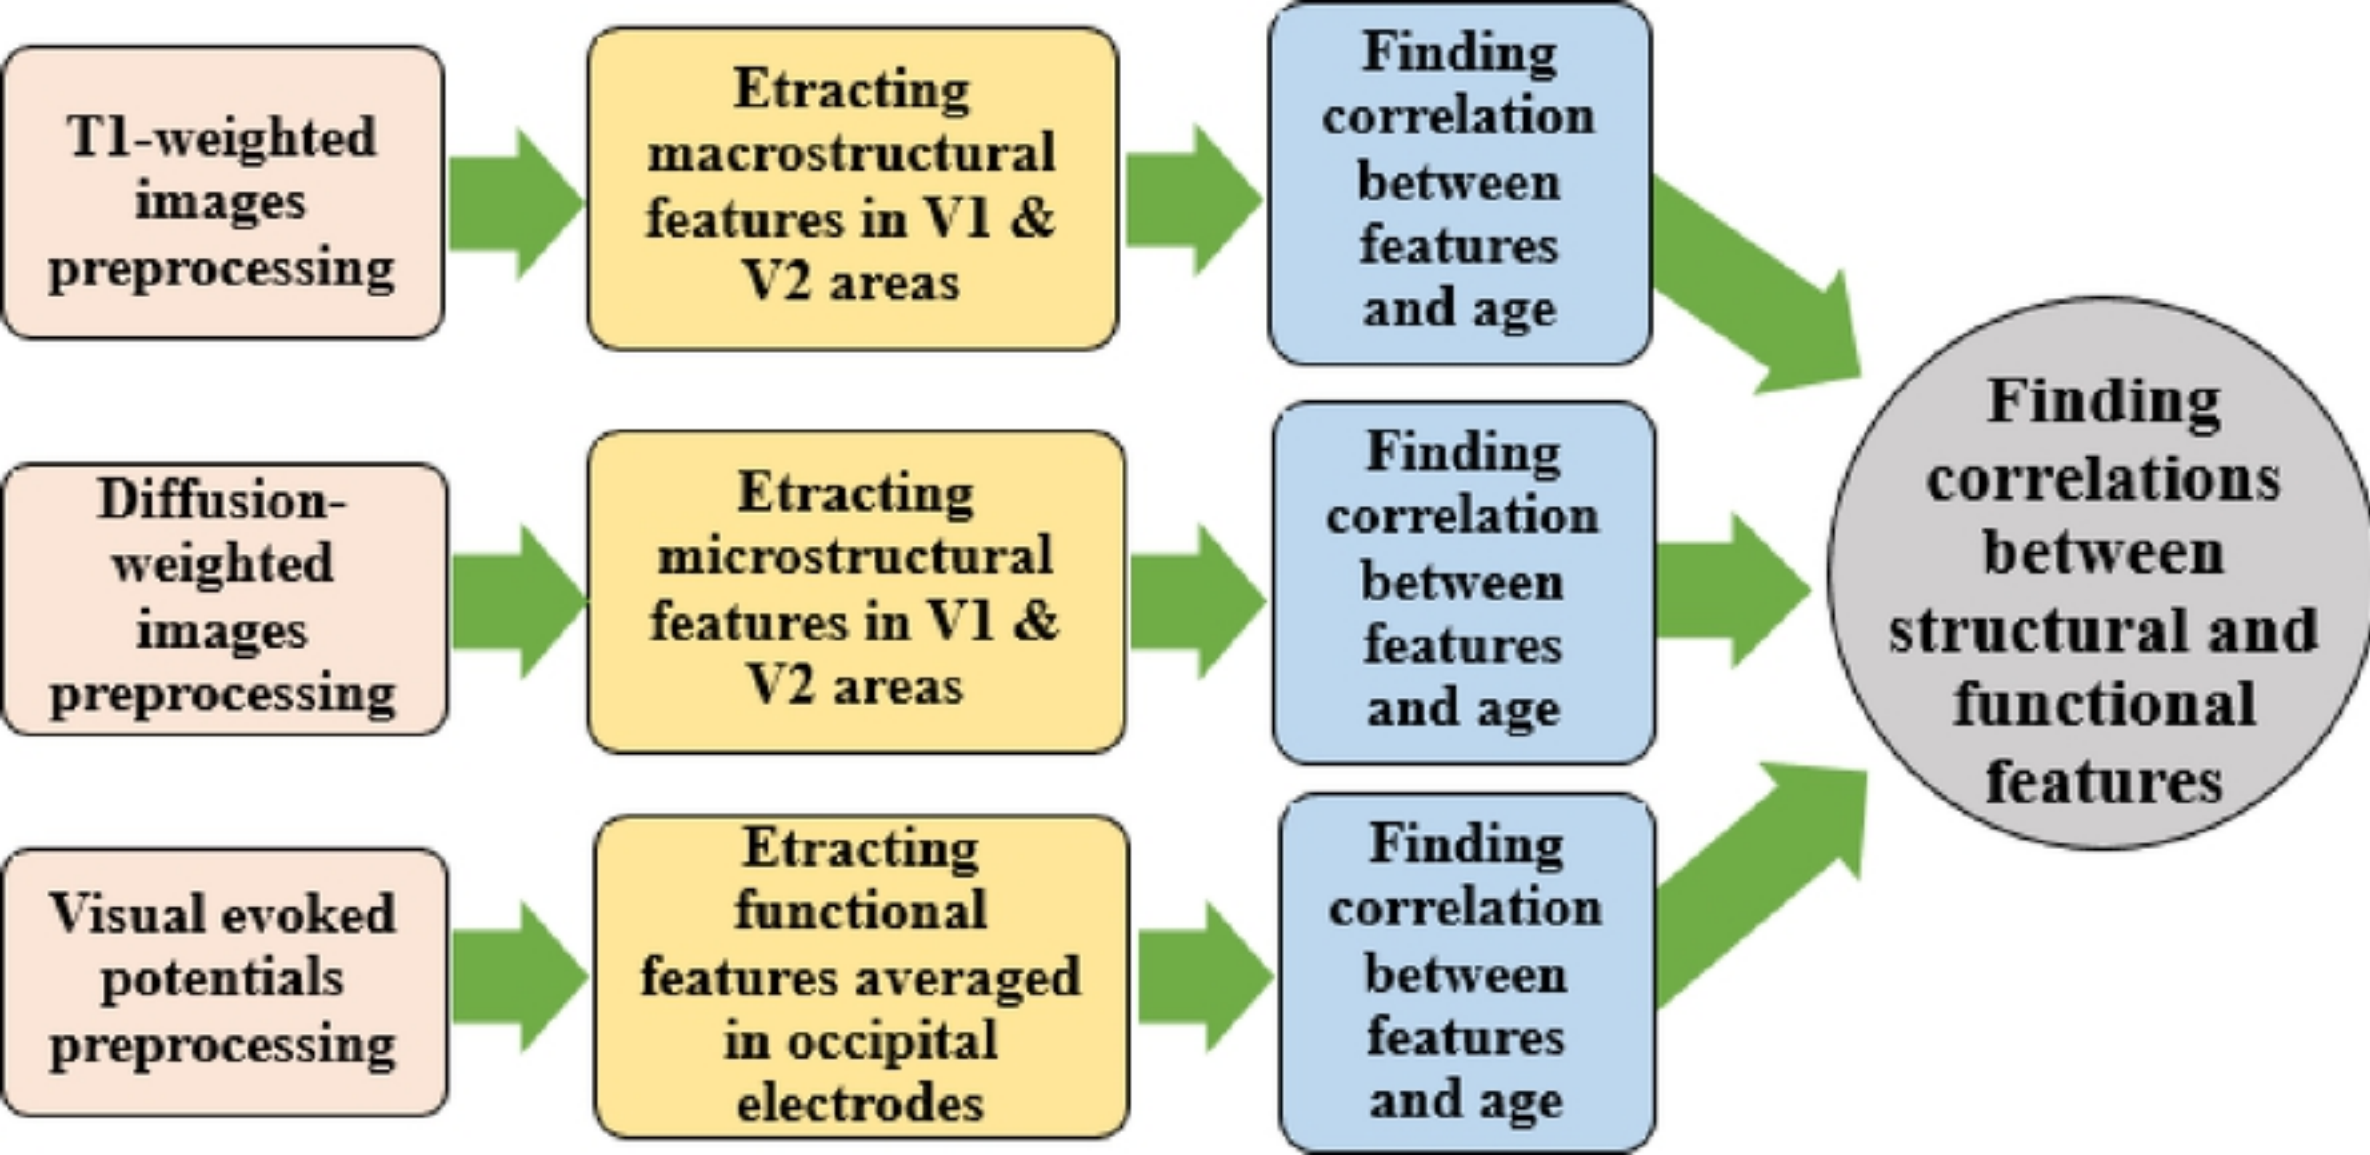 T1-weighted
images
preprocessing
Etracting
macrostructural
features in V1 &
V2 areas
Finding
correlation
between
features
and age
Diffusion-
weighted
images
preprocessing
Etracting
microstructural
features in V1 &
V2 areas
Finding
correlation
between
features
and age
Visual evoked
potentials
preprocessing
Etracting
functional
features averaged
in occipital
electrodes
Finding
correlation
between
features
and age
Finding
correlations
between
structural and
functional
features